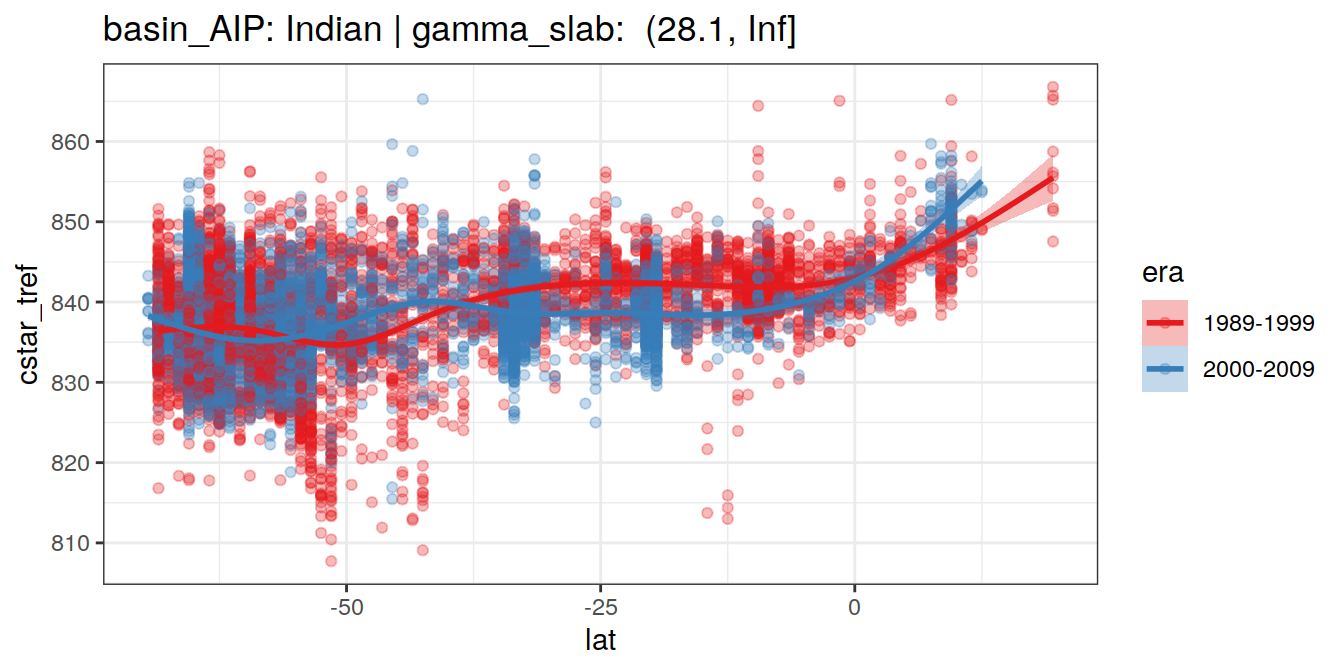 basin_AIP: Indian | gamma_slab:  (28.1, Inf]
cstar_tref
860
850
840
830
820
810
-50
-25
0
lat
era
1989-1999
2000-2009